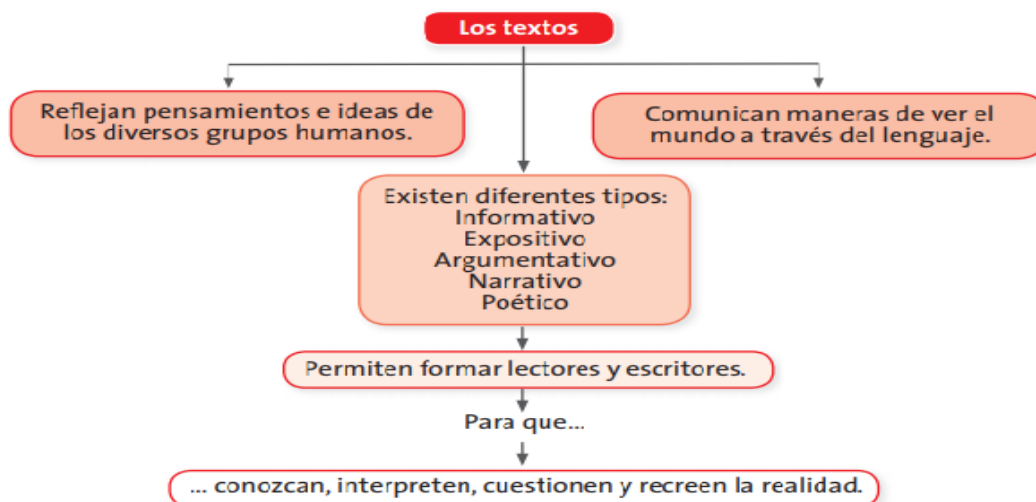 Los textos
Reflejan pensamientos e ideas de
los diversos grupos humanos.
Comunican maneras de ver el
mundo a través del lenguaje.
Existen diferentes tipos:
Informativo
Expositivo
Argumentativo
Narrativo
Poético
Permiten formar lectores y escritores.
Para que...
... conozcan, interpreten, cuestionen y recreen la realidad.